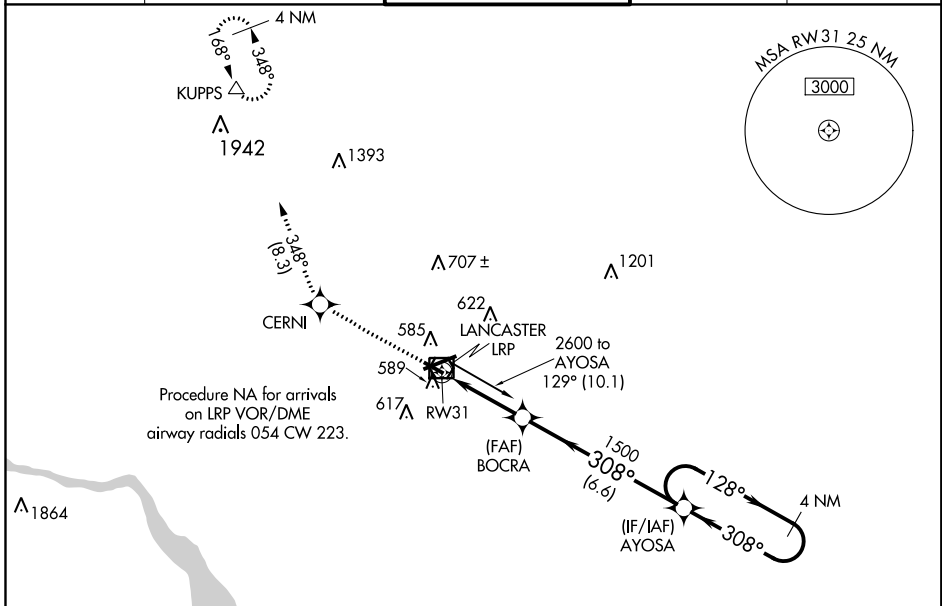 4 NM
168°
348°
KUPPS
1942
1393
MSA RW31 25 NM
3000
348°
(8.3)
707 ±
1201
CERNI
622
585
LANCASTER
LRP
589
2600 to
AYOSA
129° (10.1)
Procedure NA for arrivals
on LRP VOR/DME
airway radials 054 CW 223.
617
RW31
(FAF)
BOCRA
1500
308°
(6.6)
128°
4 NM
308°
(IF/IAF)
AYOSA
1864